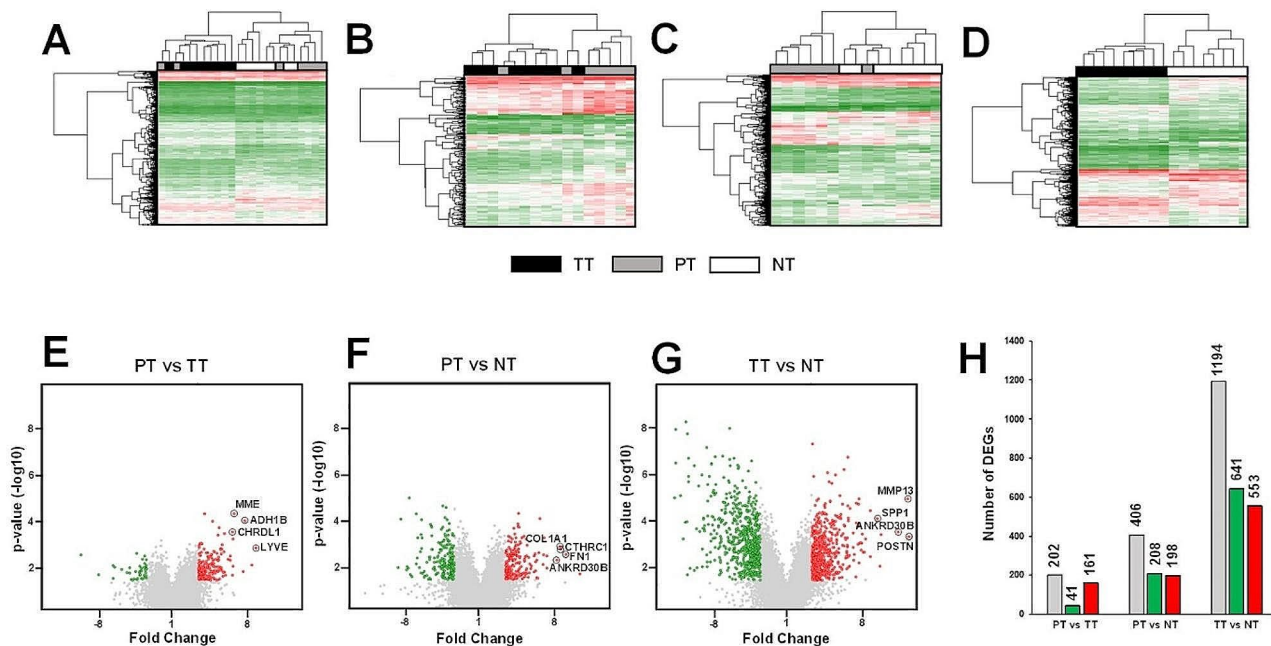 A
B
C
D
TT
PT
NT
E
PT vs TT
p-value (-log10)
8
6
4
2
MME
ADH1B
CHRDL1
LYVE
-8
1
8
Fold Change
F
PT vs NT
p-value (-log10)
8
6
4
2
COL1A1
CTHRC1
FN1
ANKRD30B
-8
1
8
Fold Change
G
TT vs NT
p-value (-log10)
8
6
4
2
MMP13
SPP1
ANKRD30B
POSTN
-8
1
8
Fold Change
H
Number of DEGs
1400
1200
1000
800
600
400
200
0
202
41
161
406
208
198
1194
641
553
PT vs TT
PT vs NT
TT vs NT